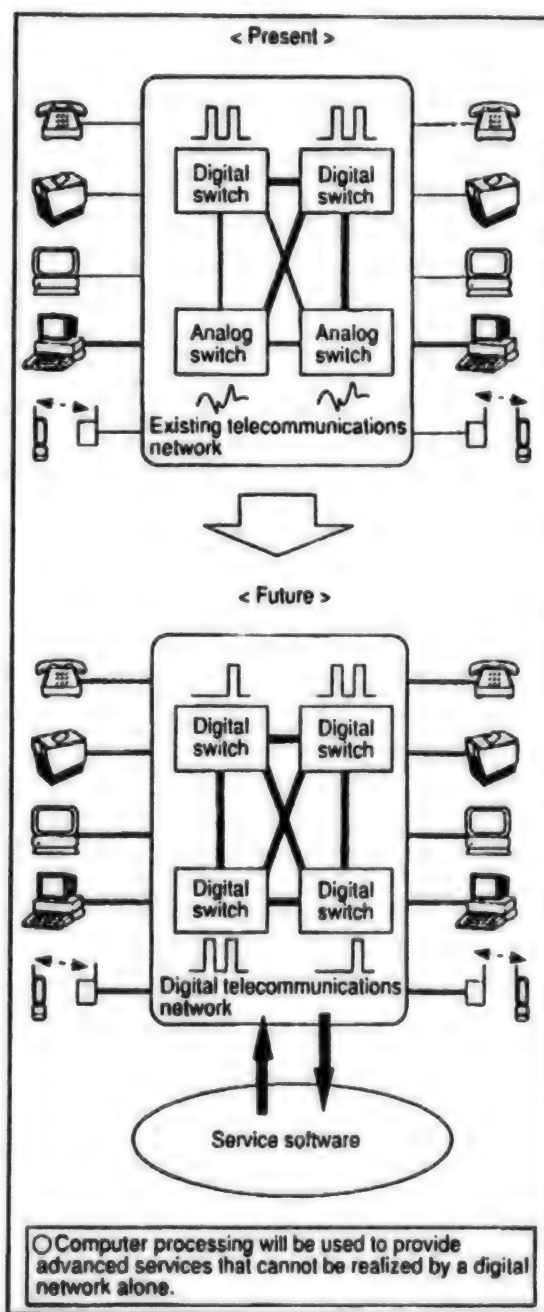 < Present >
Digital switch
Digital switch
Analog switch
Analog switch
Existing telecommunications
network
< Future >
Digital switch
Digital switch
Digital switch
Digital switch
Digital telecommunications
network
Service software
○ Computer processing will be used to provide
advanced services that cannot be realized by a digital
network alone.